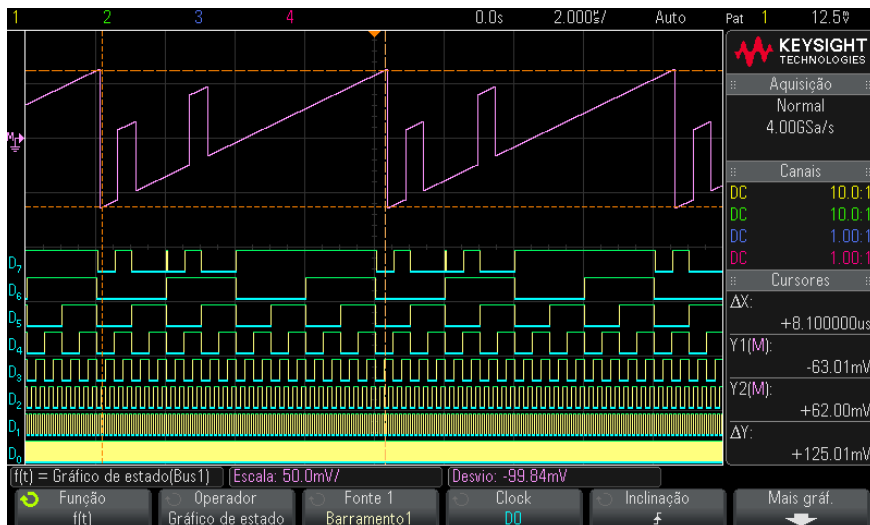 1 2 3 4 0.0s 2.000µs/ Auto Pat 1 12.5V
KEYSIGHT
TECHNOLOGIES
Aquisição
Normal
4.00GSa/s
Canais
DC 10.0:1
DC 10.0:1
DC 1.00:1
DC 1.00:1
Cursores
ΔX:
+8.100000us
Y1(M):
-63.01mV
Y2(M):
+62.00mV
ΔY:
+125.01mV
M
D7
D6
D5
D4
D3
D2
D1
D0
f(t) = Gráfico de estado(Bus1) Escala: 50.0mV/ Desvio: -99.84mV
Função Operador Fonte 1 Clock Inclinação Mais gráf.
f(t) Gráfico de estado Barramento1 D0